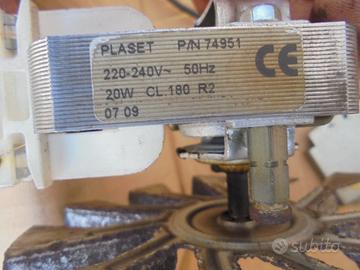 PLASET P/N 74951
220-240V~ 50Hz
20W CL.180 R2
07 09
CE
subito